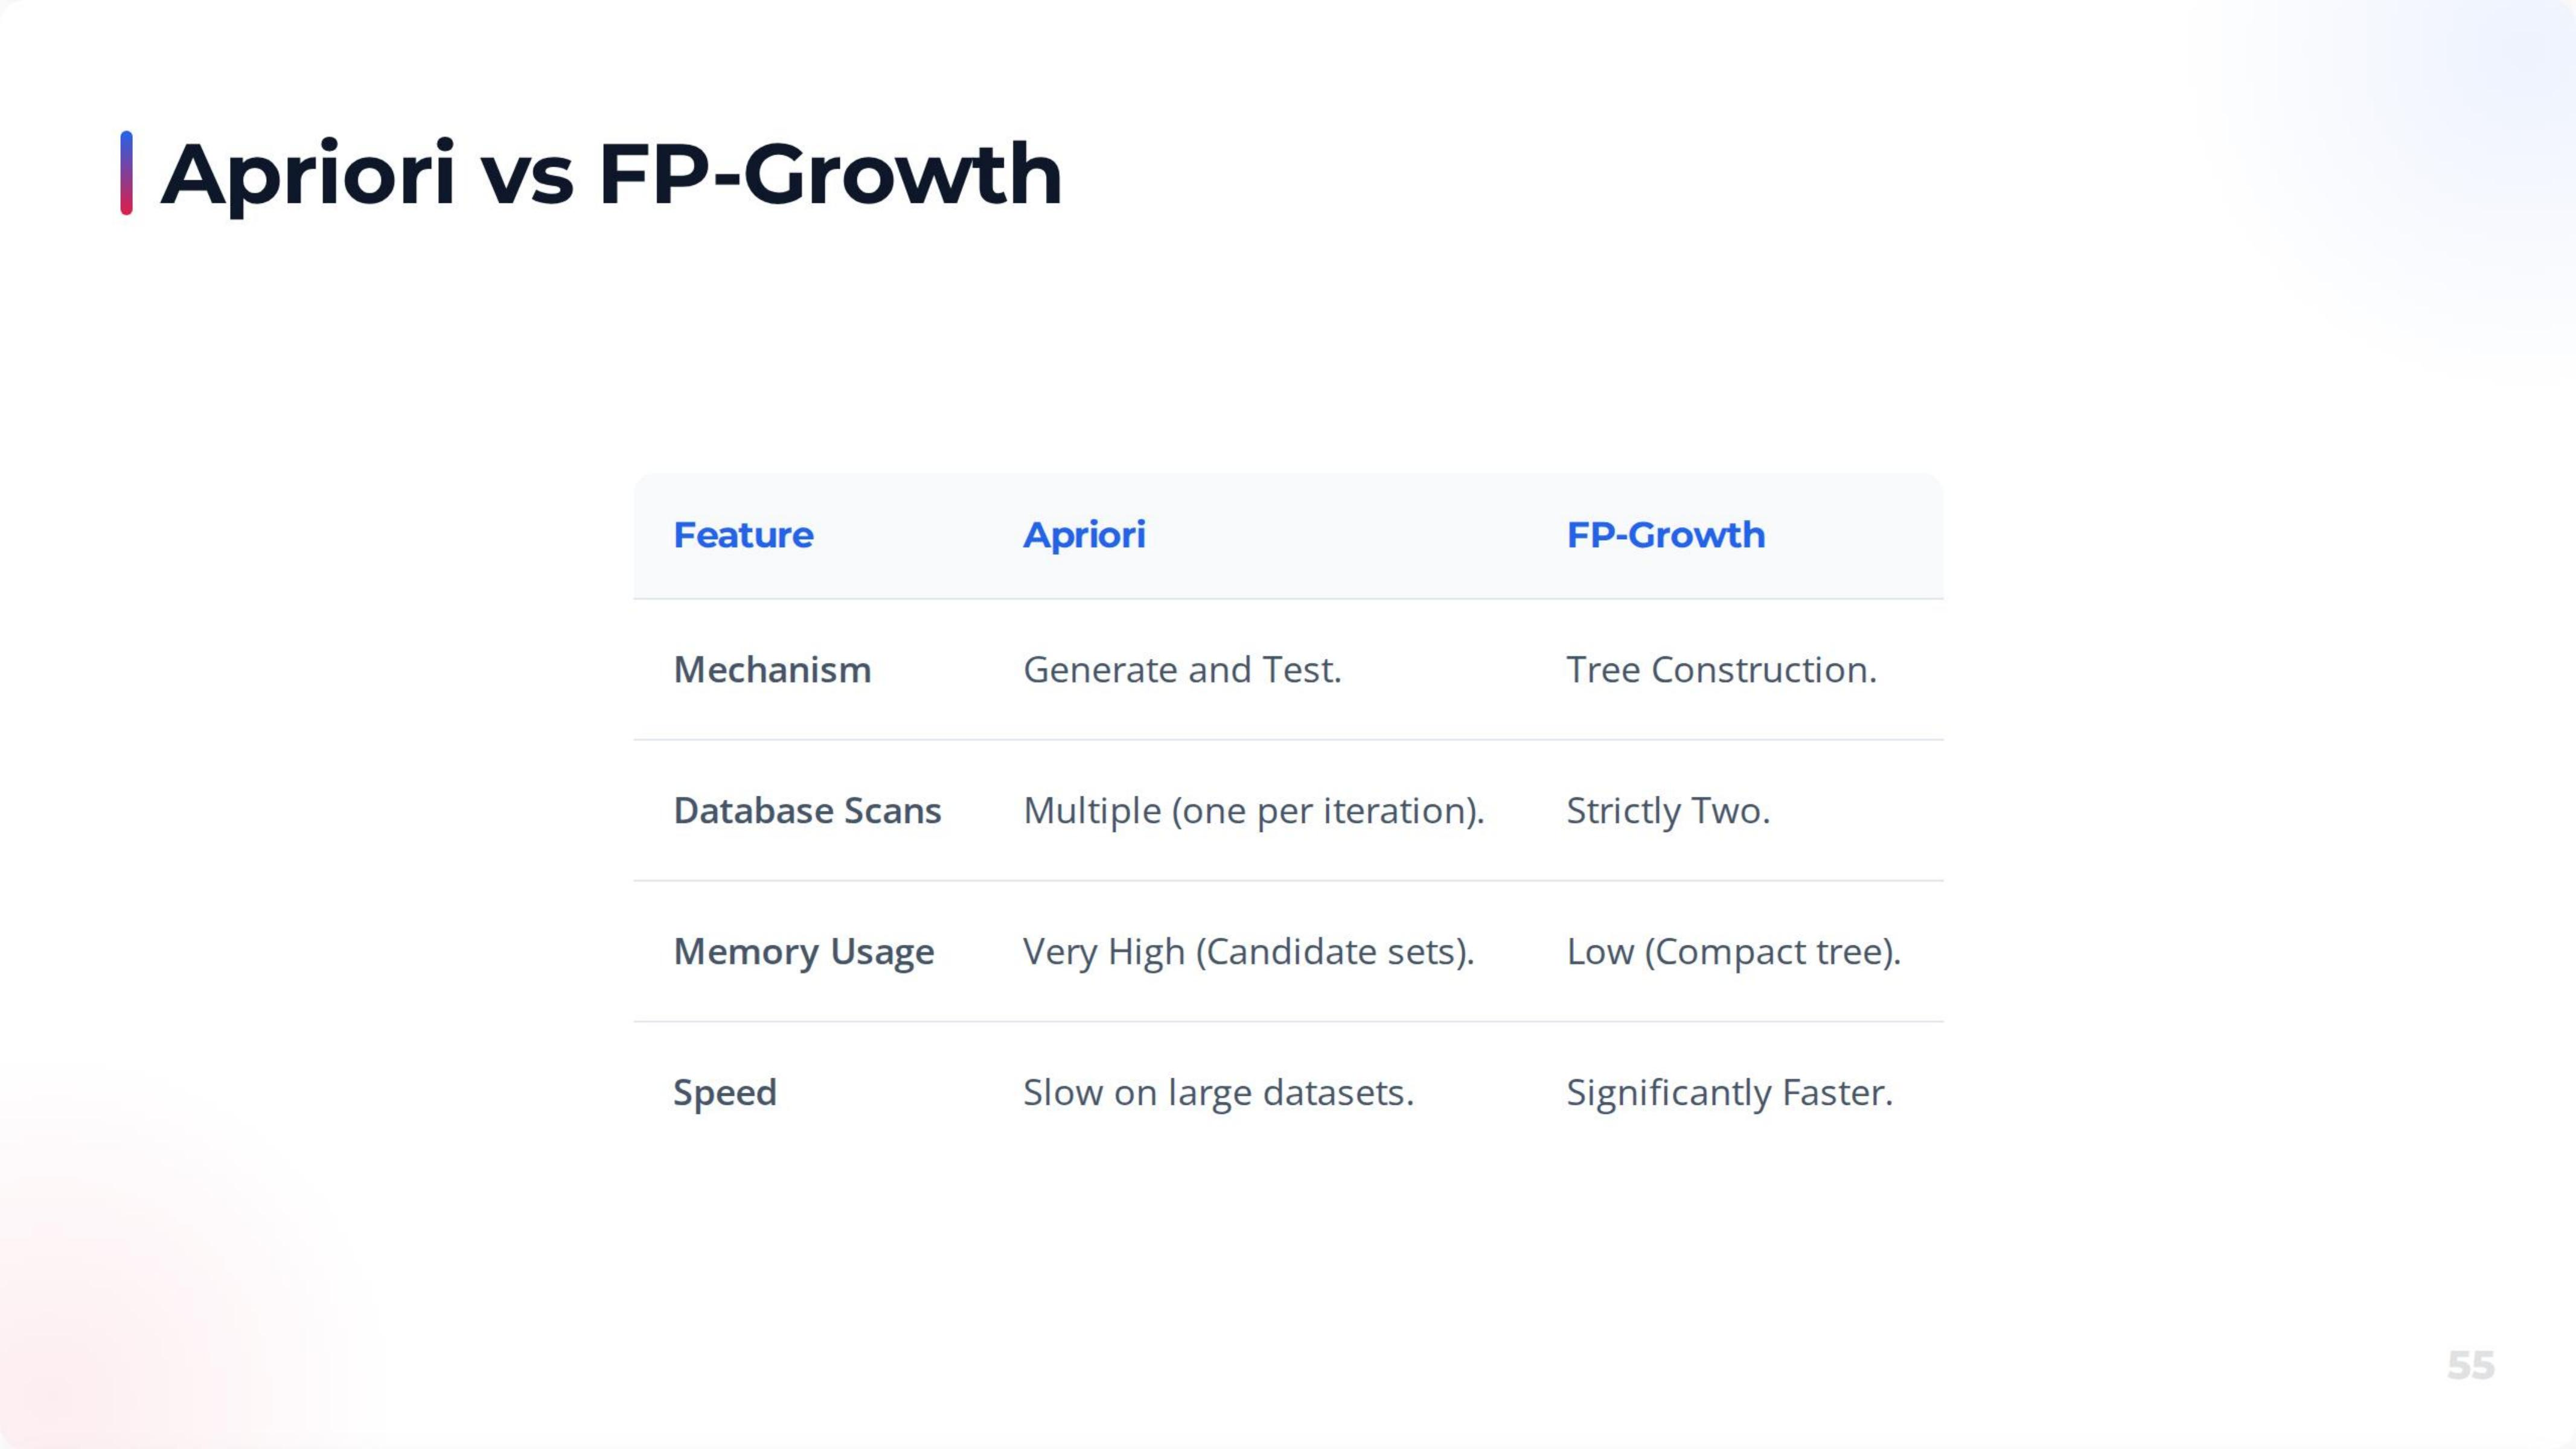 Apriori vs FP-Growth
Feature Apriori FP-Growth
Mechanism Generate and Test. Tree Construction.
Database Scans Multiple (one per iteration). Strictly Two.
Memory Usage Very High (Candidate sets). Low (Compact tree).
Speed Slow on large datasets. Significantly Faster.
55